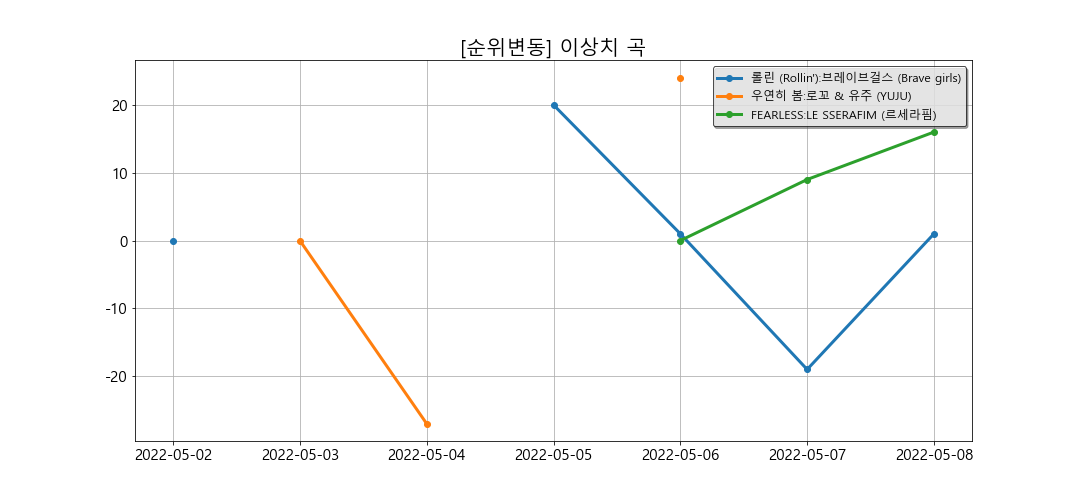 [순위변동] 이상치 곡
롤린 (Rollin'):브레이브걸스 (Brave girls)
우연히 봄:로꼬 & 유주 (YUJU)
FEARLESS:LE SSERAFIM (르세라핌)
20
10
0
-10
-20
2022-05-02 2022-05-03 2022-05-04 2022-05-05 2022-05-06 2022-05-07 2022-05-08